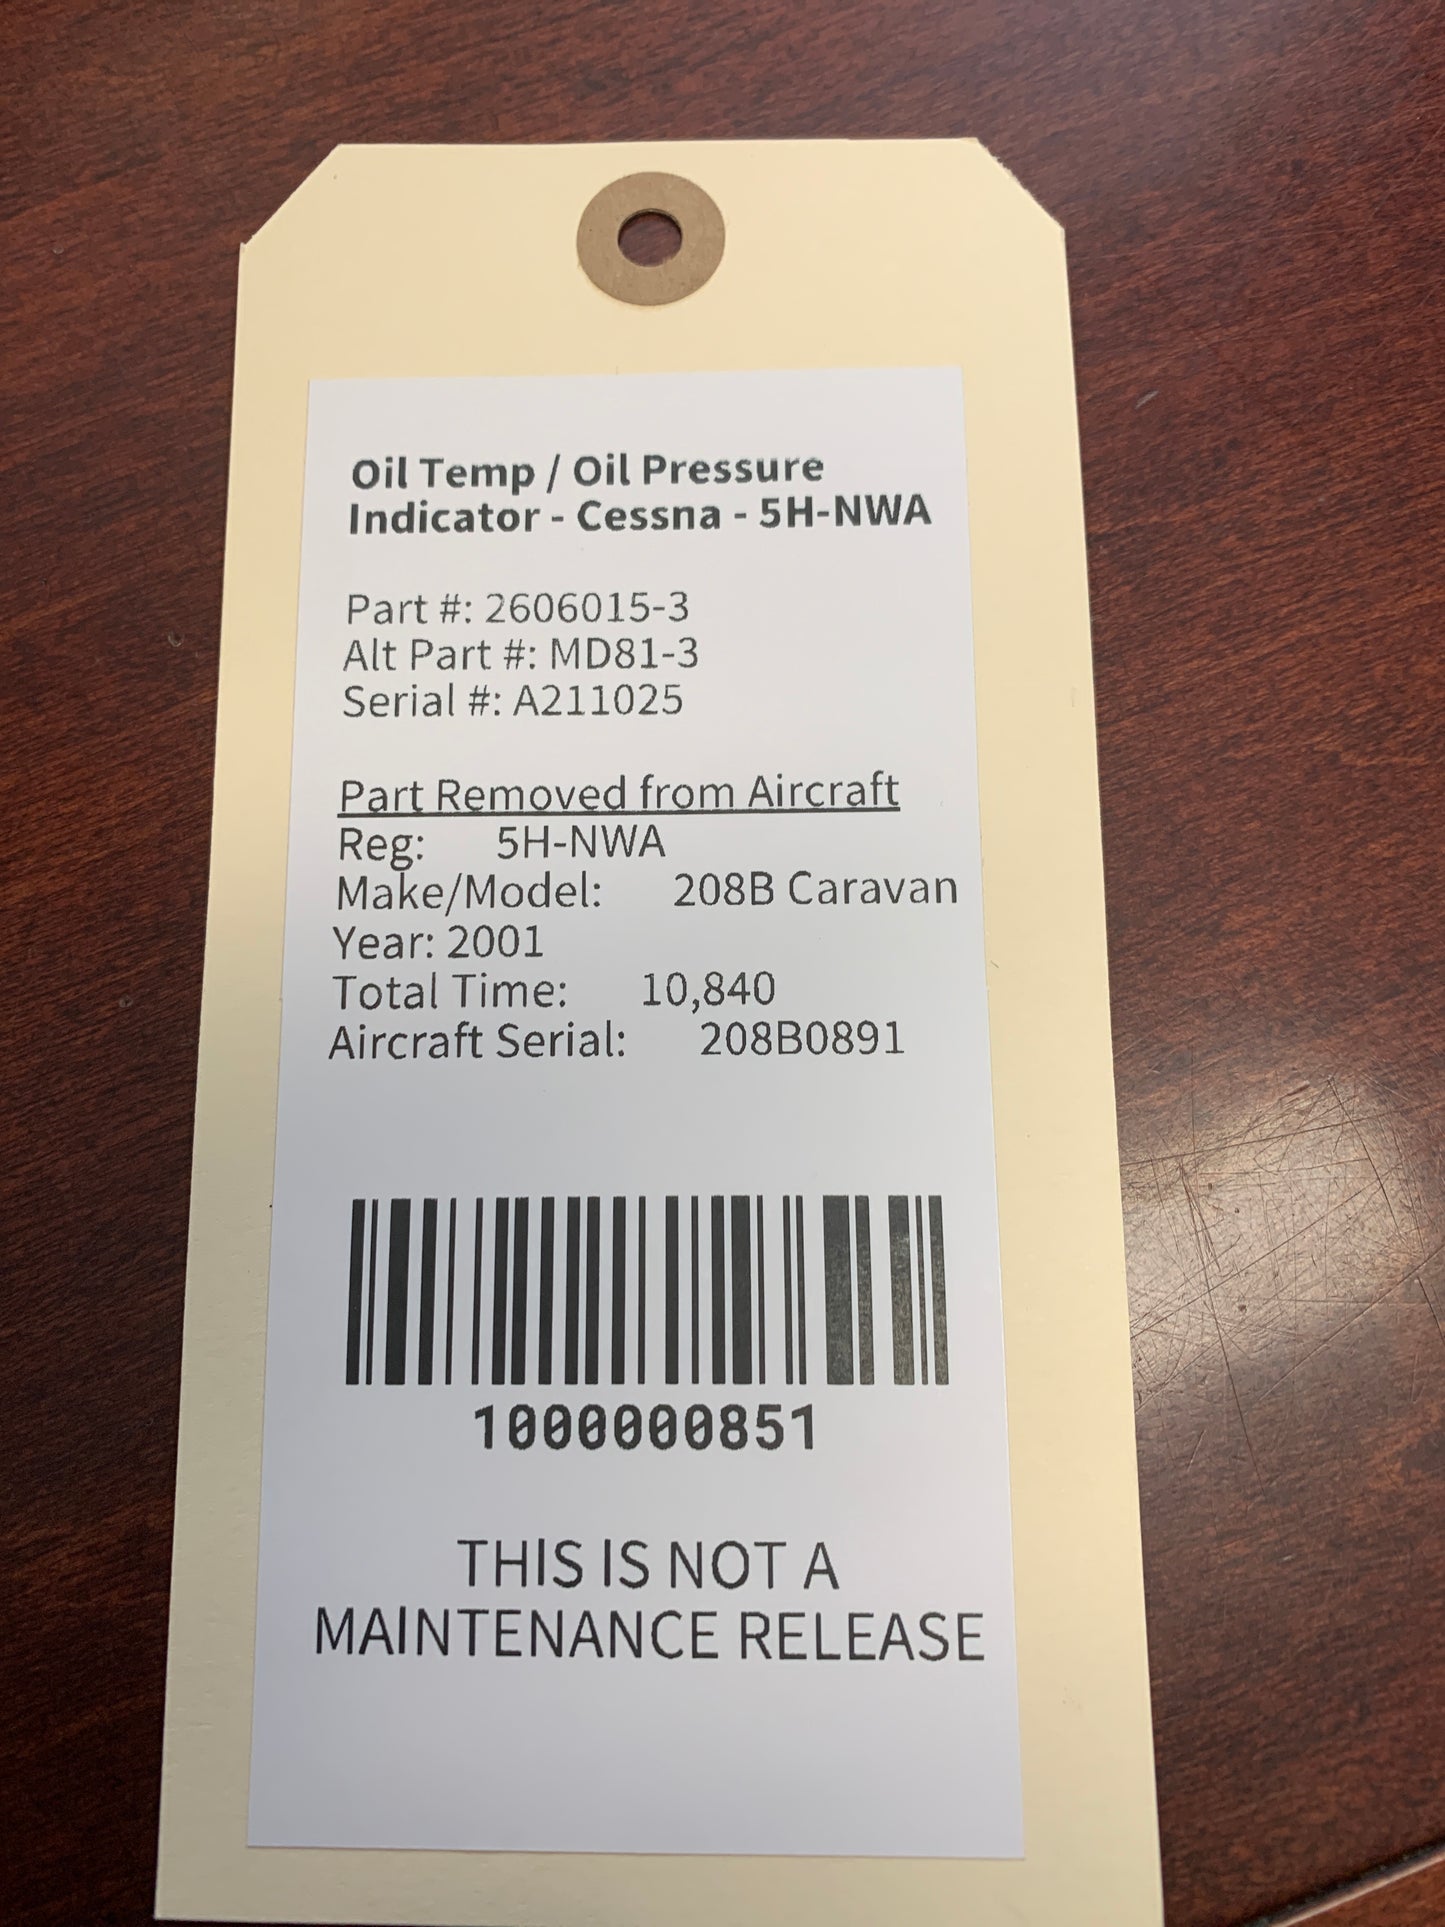 Oil Temp / Oil Pressure
Indicator - Cessna - 5H-NWA
Part #: 2606015-3
Alt Part #: MD81-3
Serial #: A211025
Part Removed from Aircraft
Reg: 5H-NWA
Make/Model: 208B Caravan
Year: 2001
Total Time: 10,840
Aircraft Serial: 208B0891
1000000851
THIS IS NOT A
MAINTENANCE RELEASE